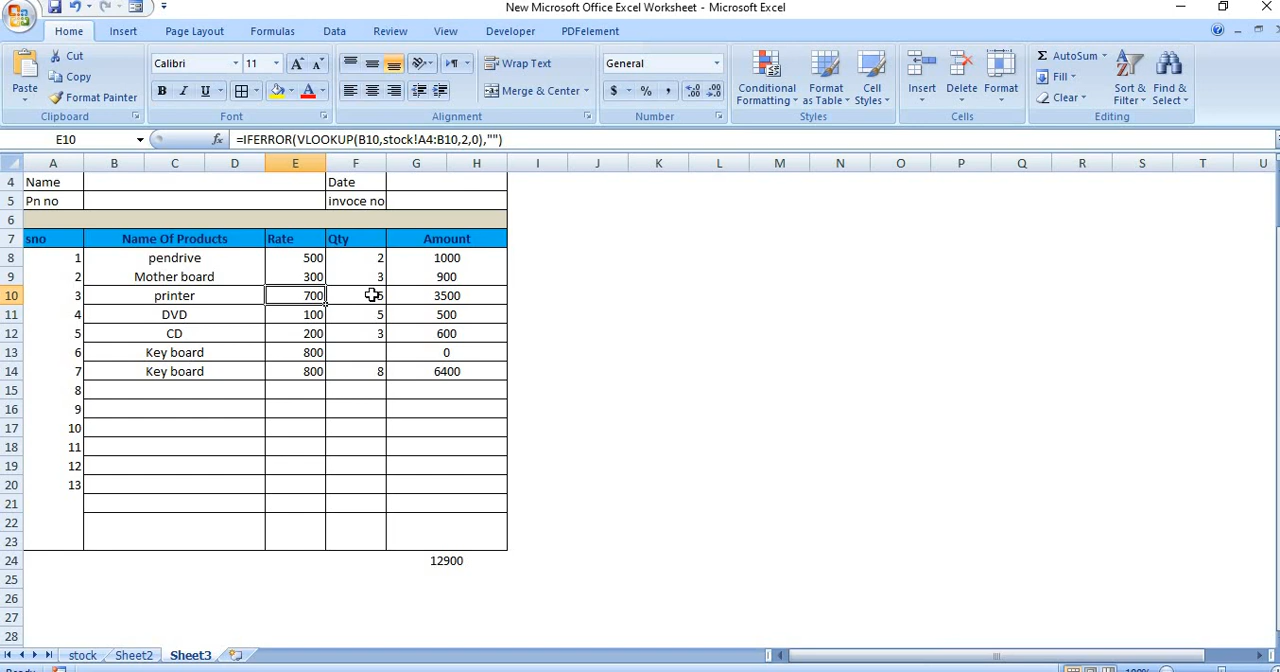 New Microsoft Office Excel Worksheet - Microsoft Excel
Home Insert Page Layout Formulas Data Review View Developer PDFelement
Paste Cut Copy Format Painter Clipboard
Calibri 11 A A B I U A Font
Wrap Text Merge & Center Alignment
General $ % , Number
Conditional Formatting Format as Table Cell Styles Styles
Insert Delete Format Cells
Σ AutoSum Fill Clear Sort & Filter Find & Select Editing
E10 fx =IFERROR(VLOOKUP(B10,stock!A4:B10,2,0),"")
A B C D E F G H I J K L M N O P Q R S T U
4 Name Date
5 Pn no invoce no
6
7 sno Name Of Products Rate Qty Amount
8 1 pendrive 500 2 1000
9 2 Mother board 300 3 900
10 3 printer 700 5 3500
11 4 DVD 100 5 500
12 5 CD 200 3 600
13 6 Key board 800 0
14 7 Key board 800 8 6400
15 8
16 9
17 10
18 11
19 12
20 13
21
22
23
24 12900
25
26
27
28
stock Sheet2 Sheet3